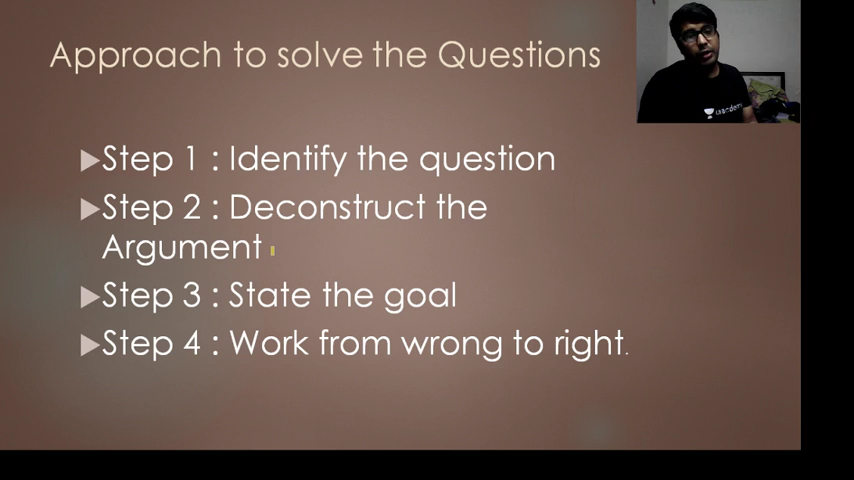 Approach to solve the Questions
Step 1 : Identify the question
Step 2 : Deconstruct the
Argument
Step 3 : State the goal
Step 4 : Work from wrong to right.